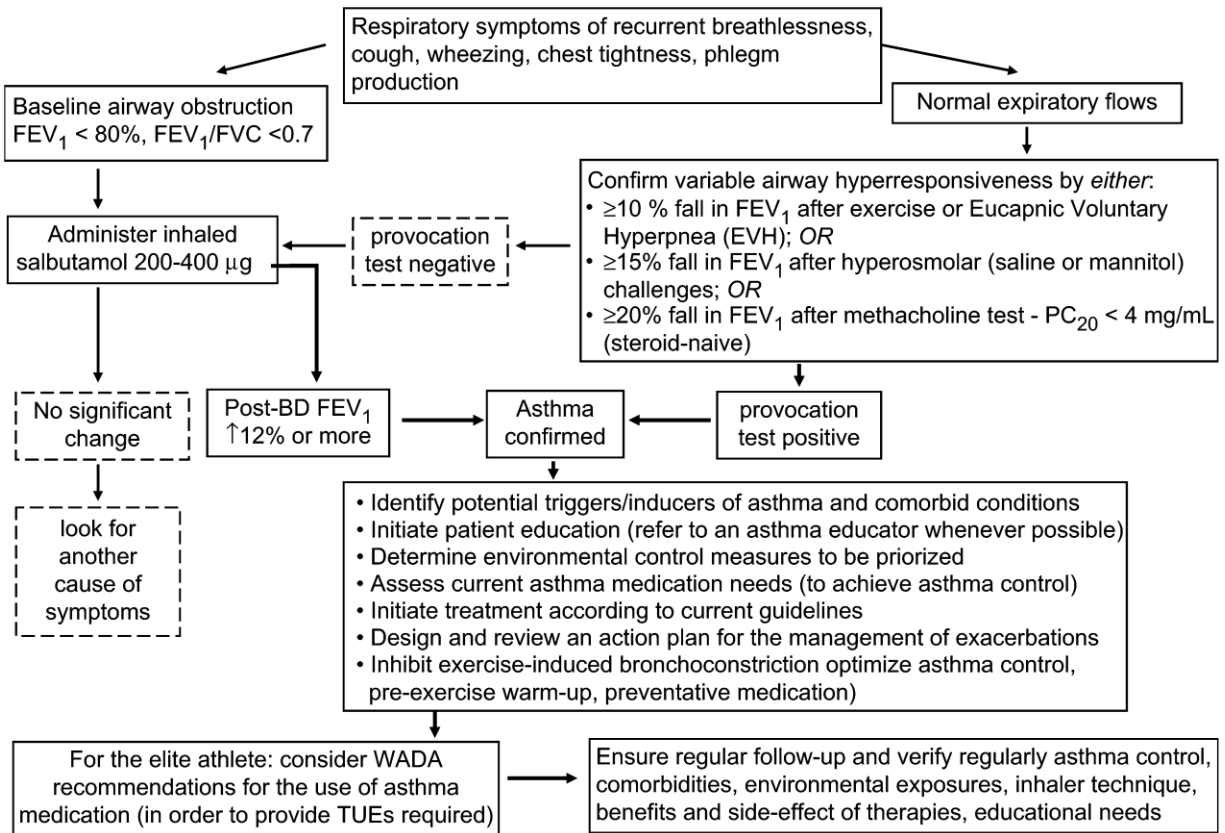 Respiratory symptoms of recurrent breathlessness,
cough, wheezing, chest tightness, phlegm
production
Baseline airway obstruction
FEV1 < 80%, FEV1/FVC <0.7
Normal expiratory flows
Confirm variable airway hyperresponsiveness by either:
• ≥10 % fall in FEV1 after exercise or Eucapnic Voluntary
Hyperpnea (EVH); OR
• ≥15% fall in FEV1 after hyperosmolar (saline or mannitol)
challenges; OR
• ≥20% fall in FEV1 after methacholine test - PC20 < 4 mg/mL
(steroid-naive)
provocation
test negative
Administer inhaled
salbutamol 200-400 μg
No significant
change
Post-BD FEV1
↑12% or more
Asthma
confirmed
provocation
test positive
look for
another
cause of
symptoms
• Identify potential triggers/inducers of asthma and comorbid conditions
• Initiate patient education (refer to an asthma educator whenever possible)
• Determine environmental control measures to be priorized
• Assess current asthma medication needs (to achieve asthma control)
• Initiate treatment according to current guidelines
• Design and review an action plan for the management of exacerbations
• Inhibit exercise-induced bronchoconstriction optimize asthma control,
pre-exercise warm-up, preventative medication)
For the elite athlete: consider WADA
recommendations for the use of asthma
medication (in order to provide TUEs required)
Ensure regular follow-up and verify regularly asthma control,
comorbidities, environmental exposures, inhaler technique,
benefits and side-effect of therapies, educational needs